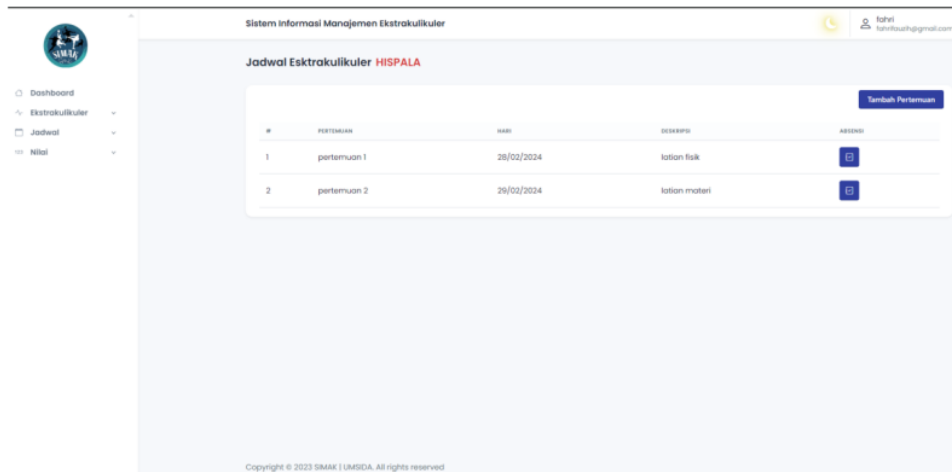 Sistem Informasi Manajemen Ekstrakulikuler
fahri
SIMAK
Jadwal Esktrakulikuler HISPALA
Dashboard
Ekstrakulikuler
Jadwal
Nilai
Tambah Pertemuan
# PERTEMUAN HARI DESKRIPSI ABSENSI
1 pertemuan 1 28/02/2024 latian fisik
2 pertemuan 2 29/02/2024 latian materi
Copyright © 2023 SIMAK | UMSIDA. All rights reserved